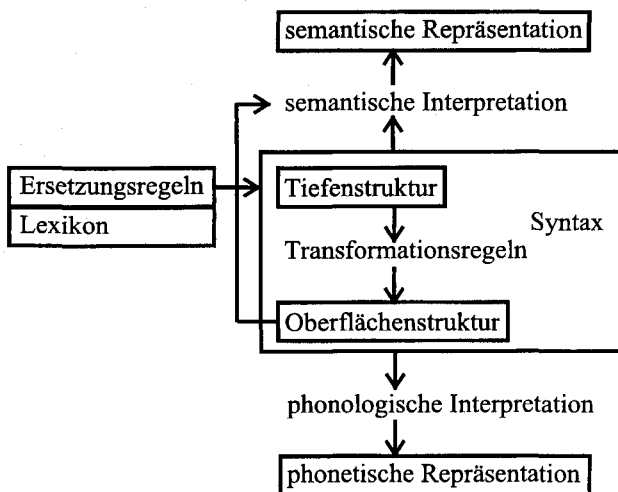 semantische Repräsentation
semantische Interpretation
Ersetzungsregeln
Lexikon
Tiefenstruktur
Syntax
Transformationsregeln
Oberflächenstruktur
phonologische Interpretation
phonetische Repräsentation